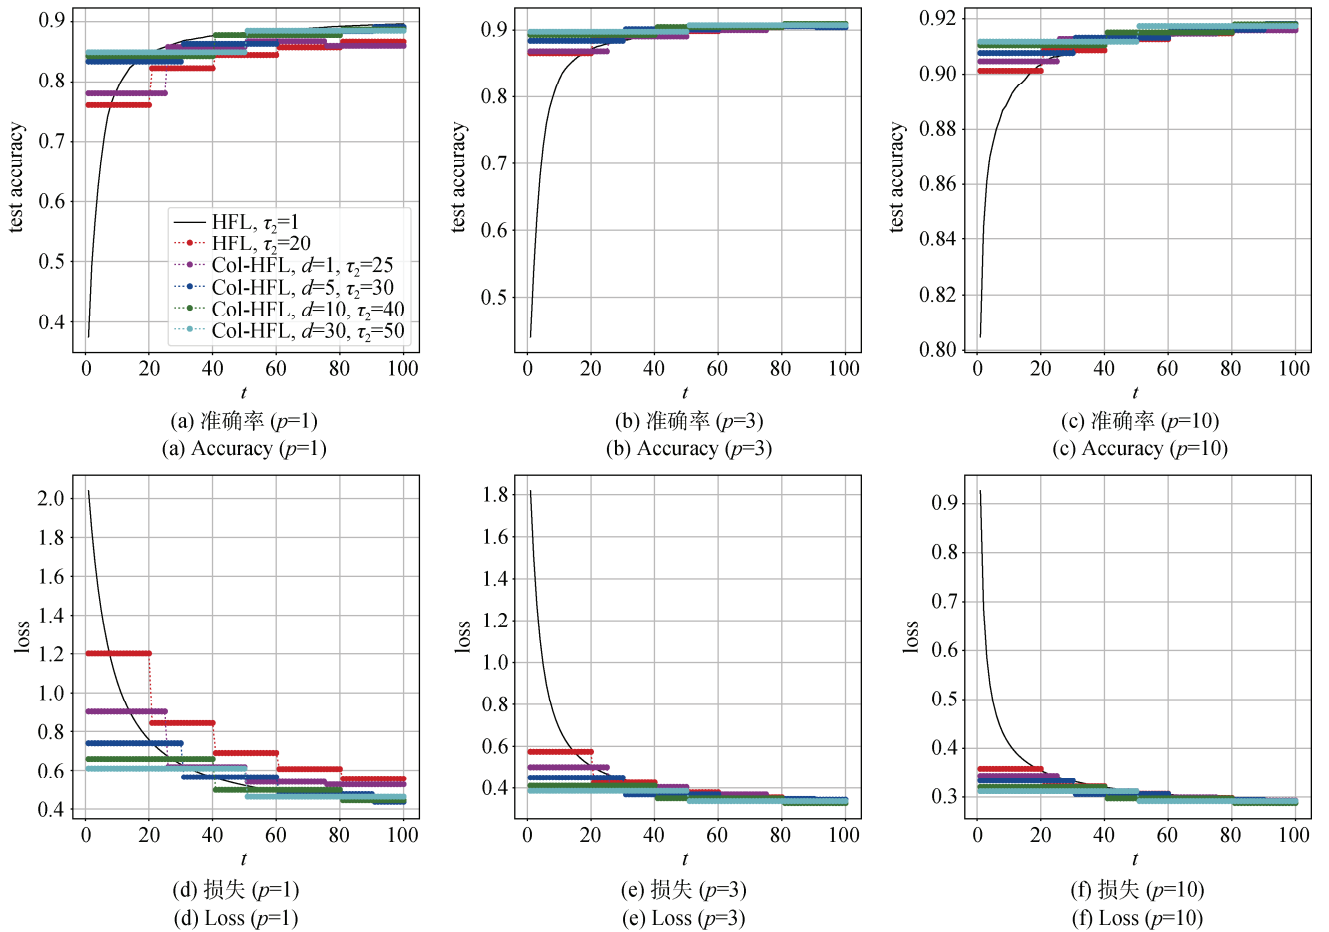 0.9
0.8
0.7
0.6
0.5
0.4
test accuracy
HFL, τ₂=1
HFL, τ₂=20
Col-HFL, d=1, τ₂=25
Col-HFL, d=5, τ₂=30
Col-HFL, d=10, τ₂=40
Col-HFL, d=30, τ₂=50
0 20 40 60 80 100
t
(a) 准确率 (p=1)
(a) Accuracy (p=1)
0.9
0.8
0.7
0.6
0.5
test accuracy
0 20 40 60 80 100
t
(b) 准确率 (p=3)
(b) Accuracy (p=3)
0.92
0.90
0.88
0.86
0.84
0.82
0.80
test accuracy
0 20 40 60 80 100
t
(c) 准确率 (p=10)
(c) Accuracy (p=10)
2.0
1.8
1.6
1.4
1.2
1.0
0.8
0.6
0.4
loss
0 20 40 60 80 100
t
(d) 损失 (p=1)
(d) Loss (p=1)
1.8
1.6
1.4
1.2
1.0
0.8
0.6
0.4
loss
0 20 40 60 80 100
t
(e) 损失 (p=3)
(e) Loss (p=3)
0.9
0.8
0.7
0.6
0.5
0.4
0.3
loss
0 20 40 60 80 100
t
(f) 损失 (p=10)
(f) Loss (p=10)